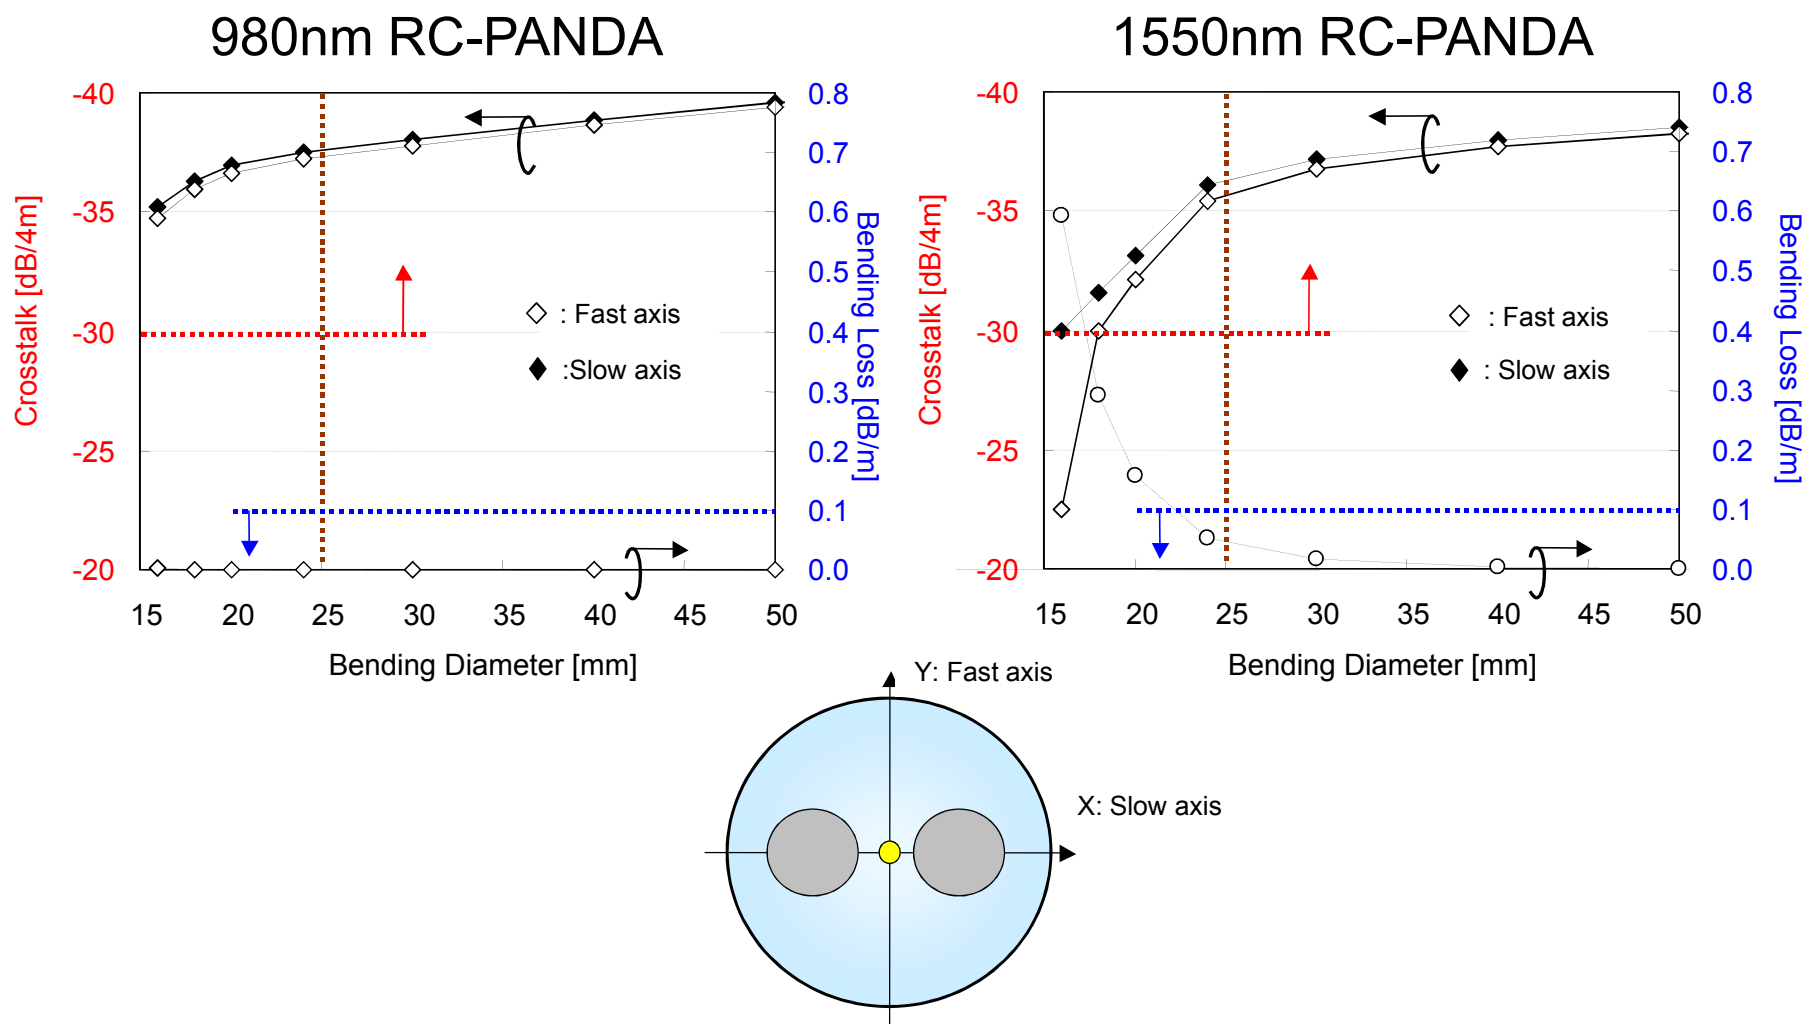 980nm RC-PANDA
-40
-35
-30
-25
-20
Crosstalk [dB/4m]
0.8
0.7
0.6
0.5
0.4
0.3
0.2
0.1
0.0
Bending Loss [dB/m]
: Fast axis
:Slow axis
15 20 25 30 35 40 45 50
Bending Diameter [mm]
1550nm RC-PANDA
-40
-35
-30
-25
-20
Crosstalk [dB/4m]
0.8
0.7
0.6
0.5
0.4
0.3
0.2
0.1
0.0
Bending Loss [dB/m]
: Fast axis
: Slow axis
15 20 25 30 35 40 45 50
Bending Diameter [mm]
Y: Fast axis
X: Slow axis